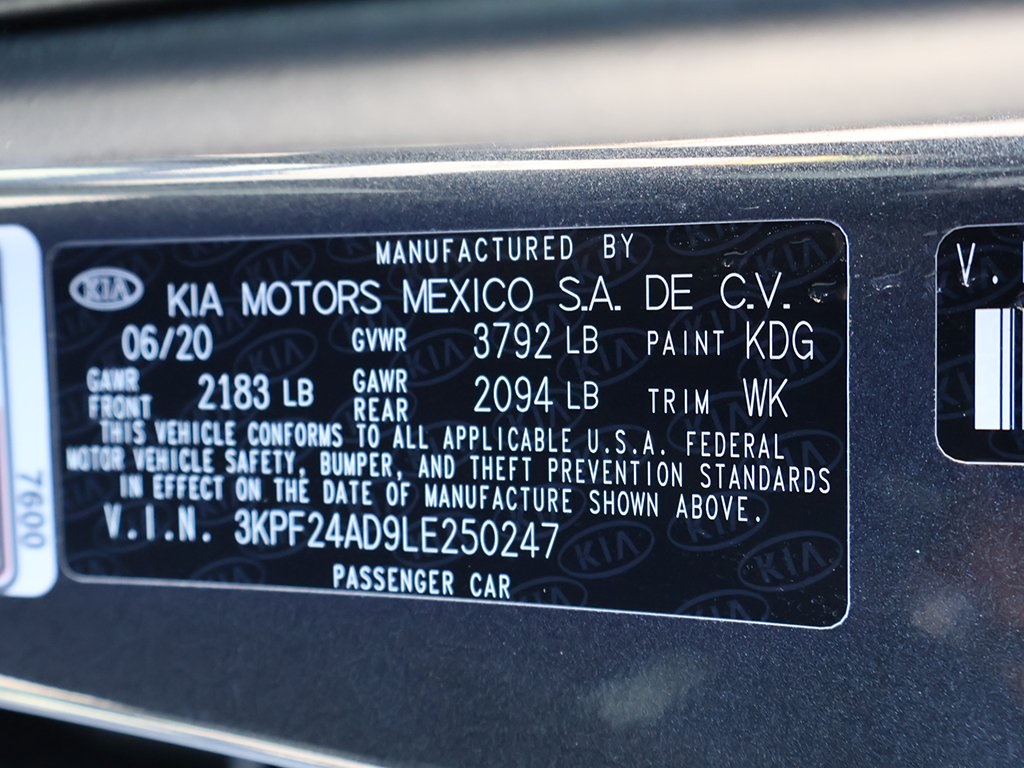 MANUFACTURED BY
KIA KIA MOTORS MEXICO S.A. DE C.V.
06/20 GVWR 3792 LB PAINT KDG
GAWR FRONT 2183 LB GAWR REAR 2094 LB TRIM WK
THIS VEHICLE CONFORMS TO ALL APPLICABLE U.S.A. FEDERAL
MOTOR VEHICLE SAFETY, BUMPER, AND THEFT PREVENTION STANDARDS
IN EFFECT ON THE DATE OF MANUFACTURE SHOWN ABOVE.
V.I.N. 3KPF24AD9LE250247
PASSENGER CAR
7600
V.